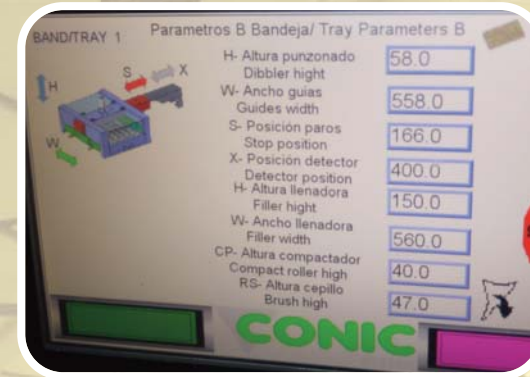 BAND/TRAY 1
Parametros B Bandeja/ Tray Parameters B
H
S
X
W
H- Altura punzonado
Dibbler hight
58.0
W- Ancho guias
Guides width
558.0
S- Posición paros
Stop position
166.0
X- Posición detector
Detector position
400.0
H- Altura llenadora
Filler hight
150.0
W- Ancho llenadora
Filler width
560.0
CP- Altura compactador
Compact roller high
40.0
RS- Altura cepillo
Brush high
47.0
CONIC